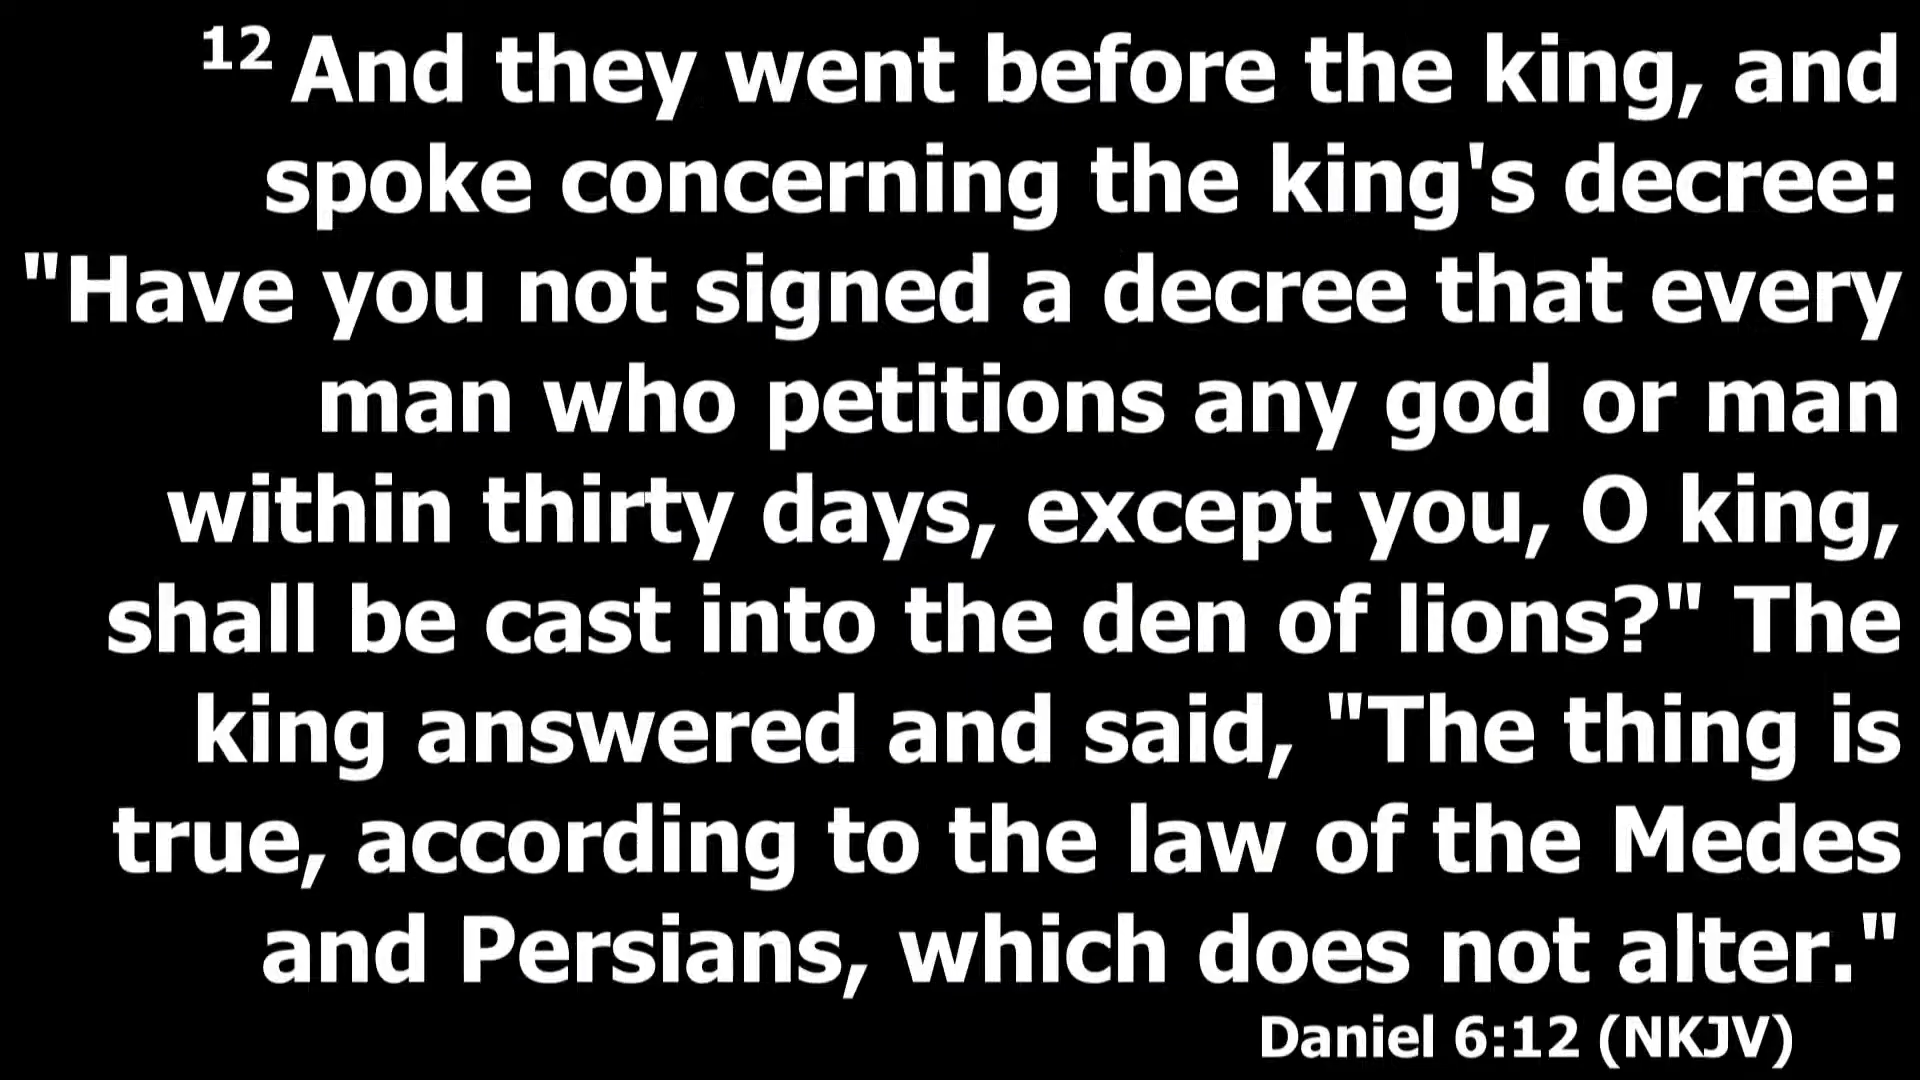 12 And they went before the king, and
spoke concerning the king's decree:
"Have you not signed a decree that every
man who petitions any god or man
within thirty days, except you, O king,
shall be cast into the den of lions?" The
king answered and said, "The thing is
true, according to the law of the Medes
and Persians, which does not alter."
Daniel 6:12 (NKJV)